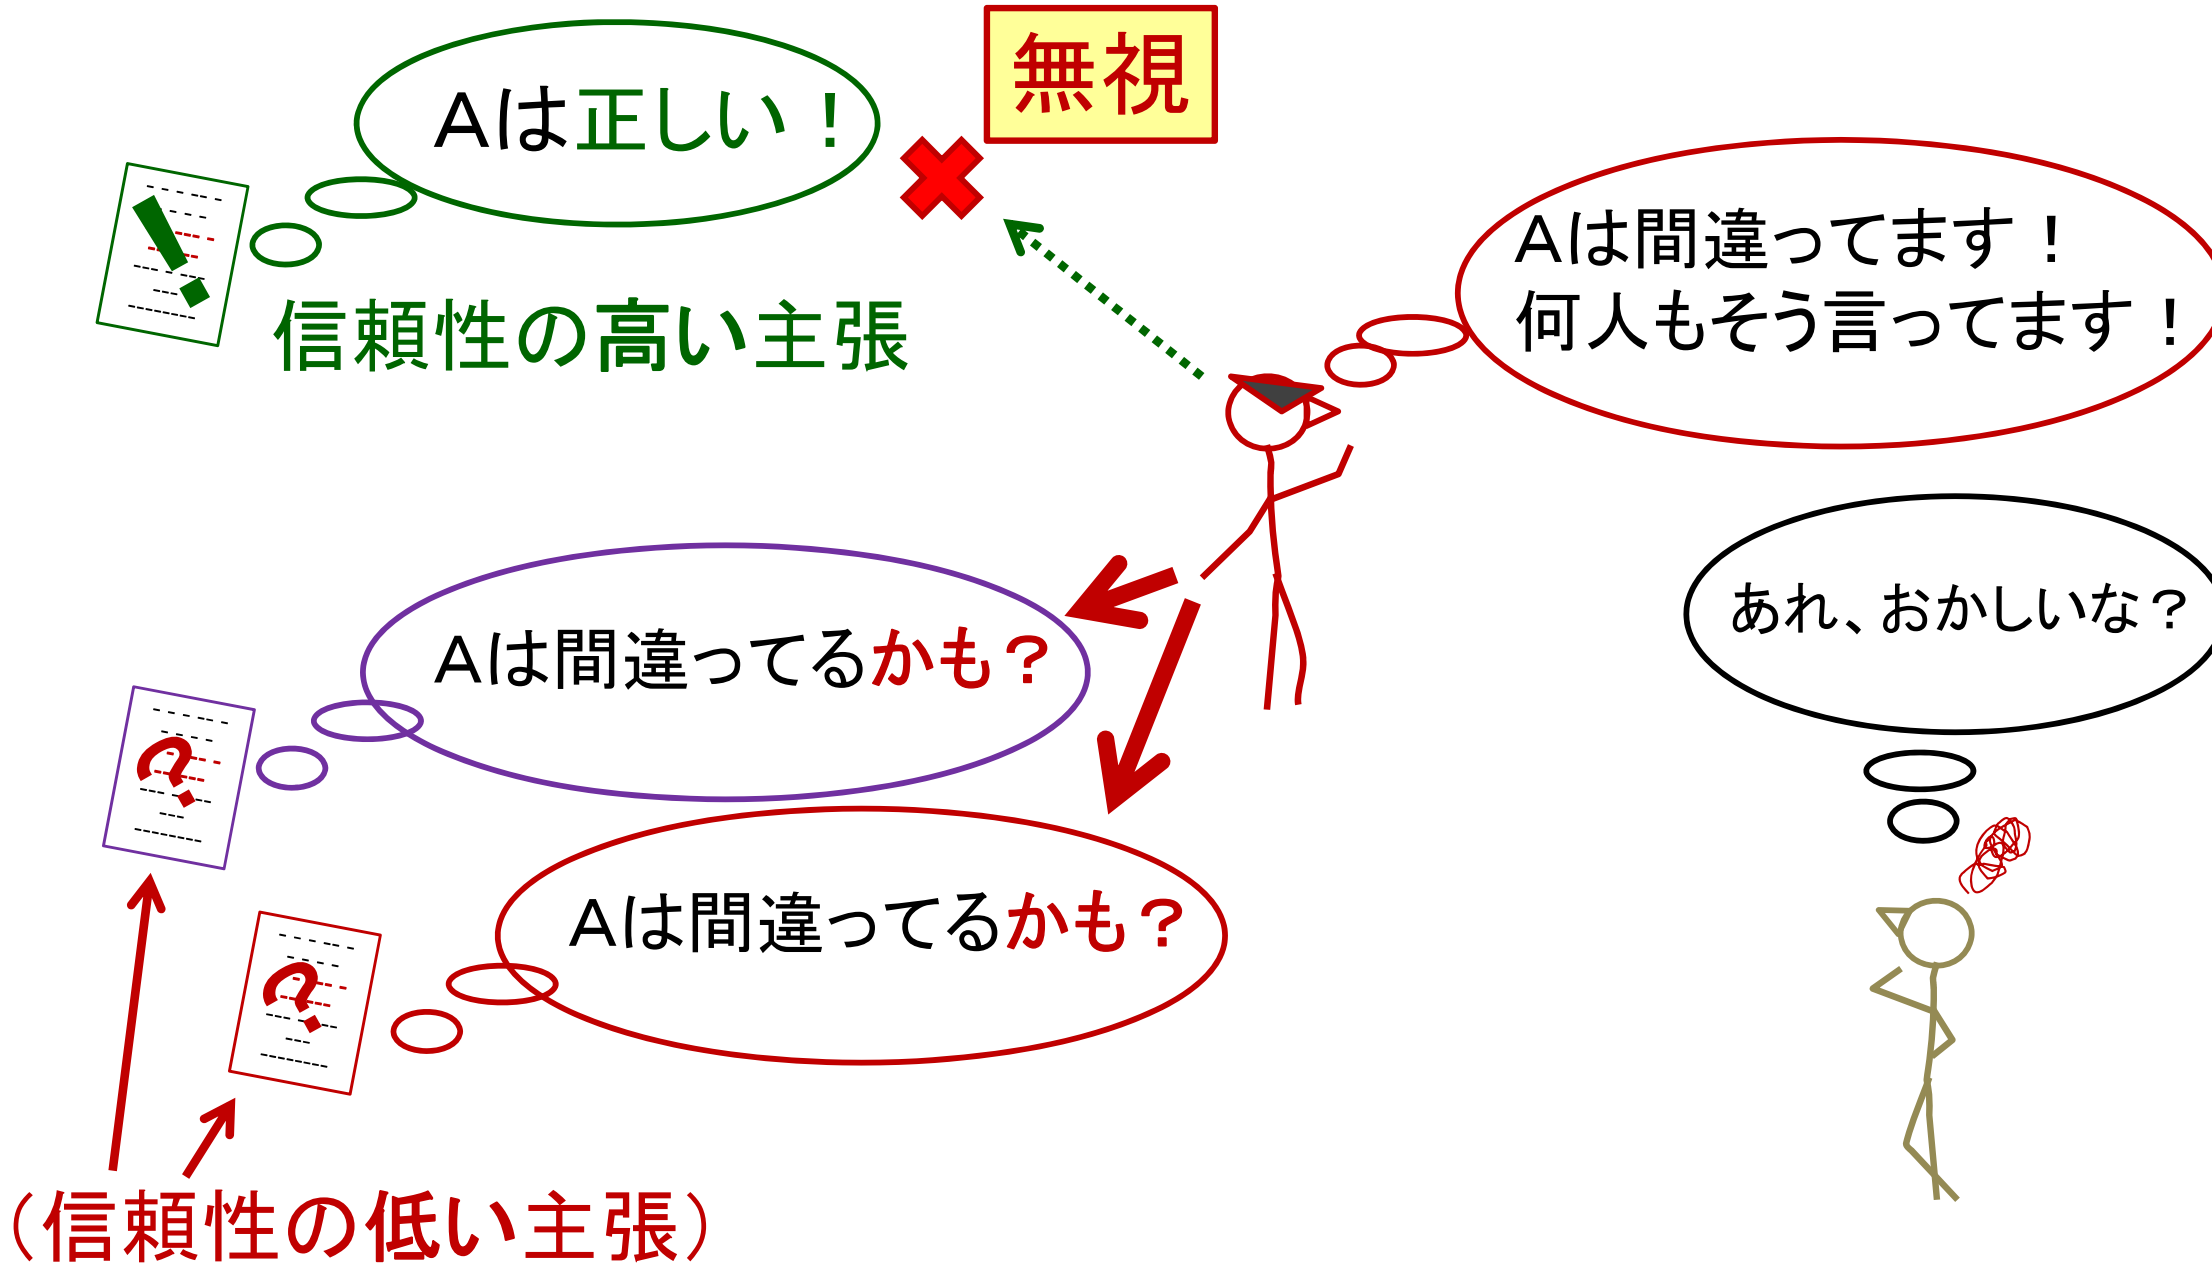 無視
Aは正しい！
信頼性の高い主張
Aは間違ってます！
何人もそう言ってます！
Aは間違ってるかも？
あれ、おかしいな？
Aは間違ってるかも？
（信頼性の低い主張）